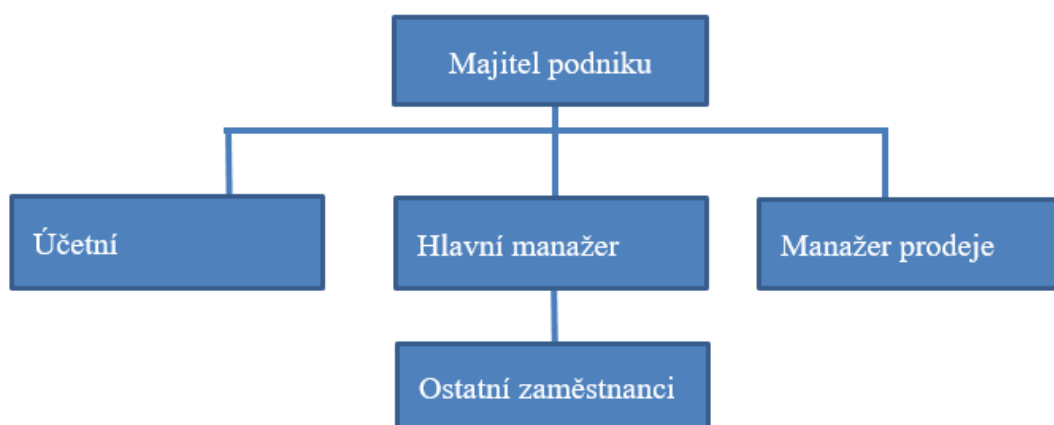 Majitel podniku
Účetní
Hlavní manažer
Manažer prodeje
Ostatní zaměstnanci